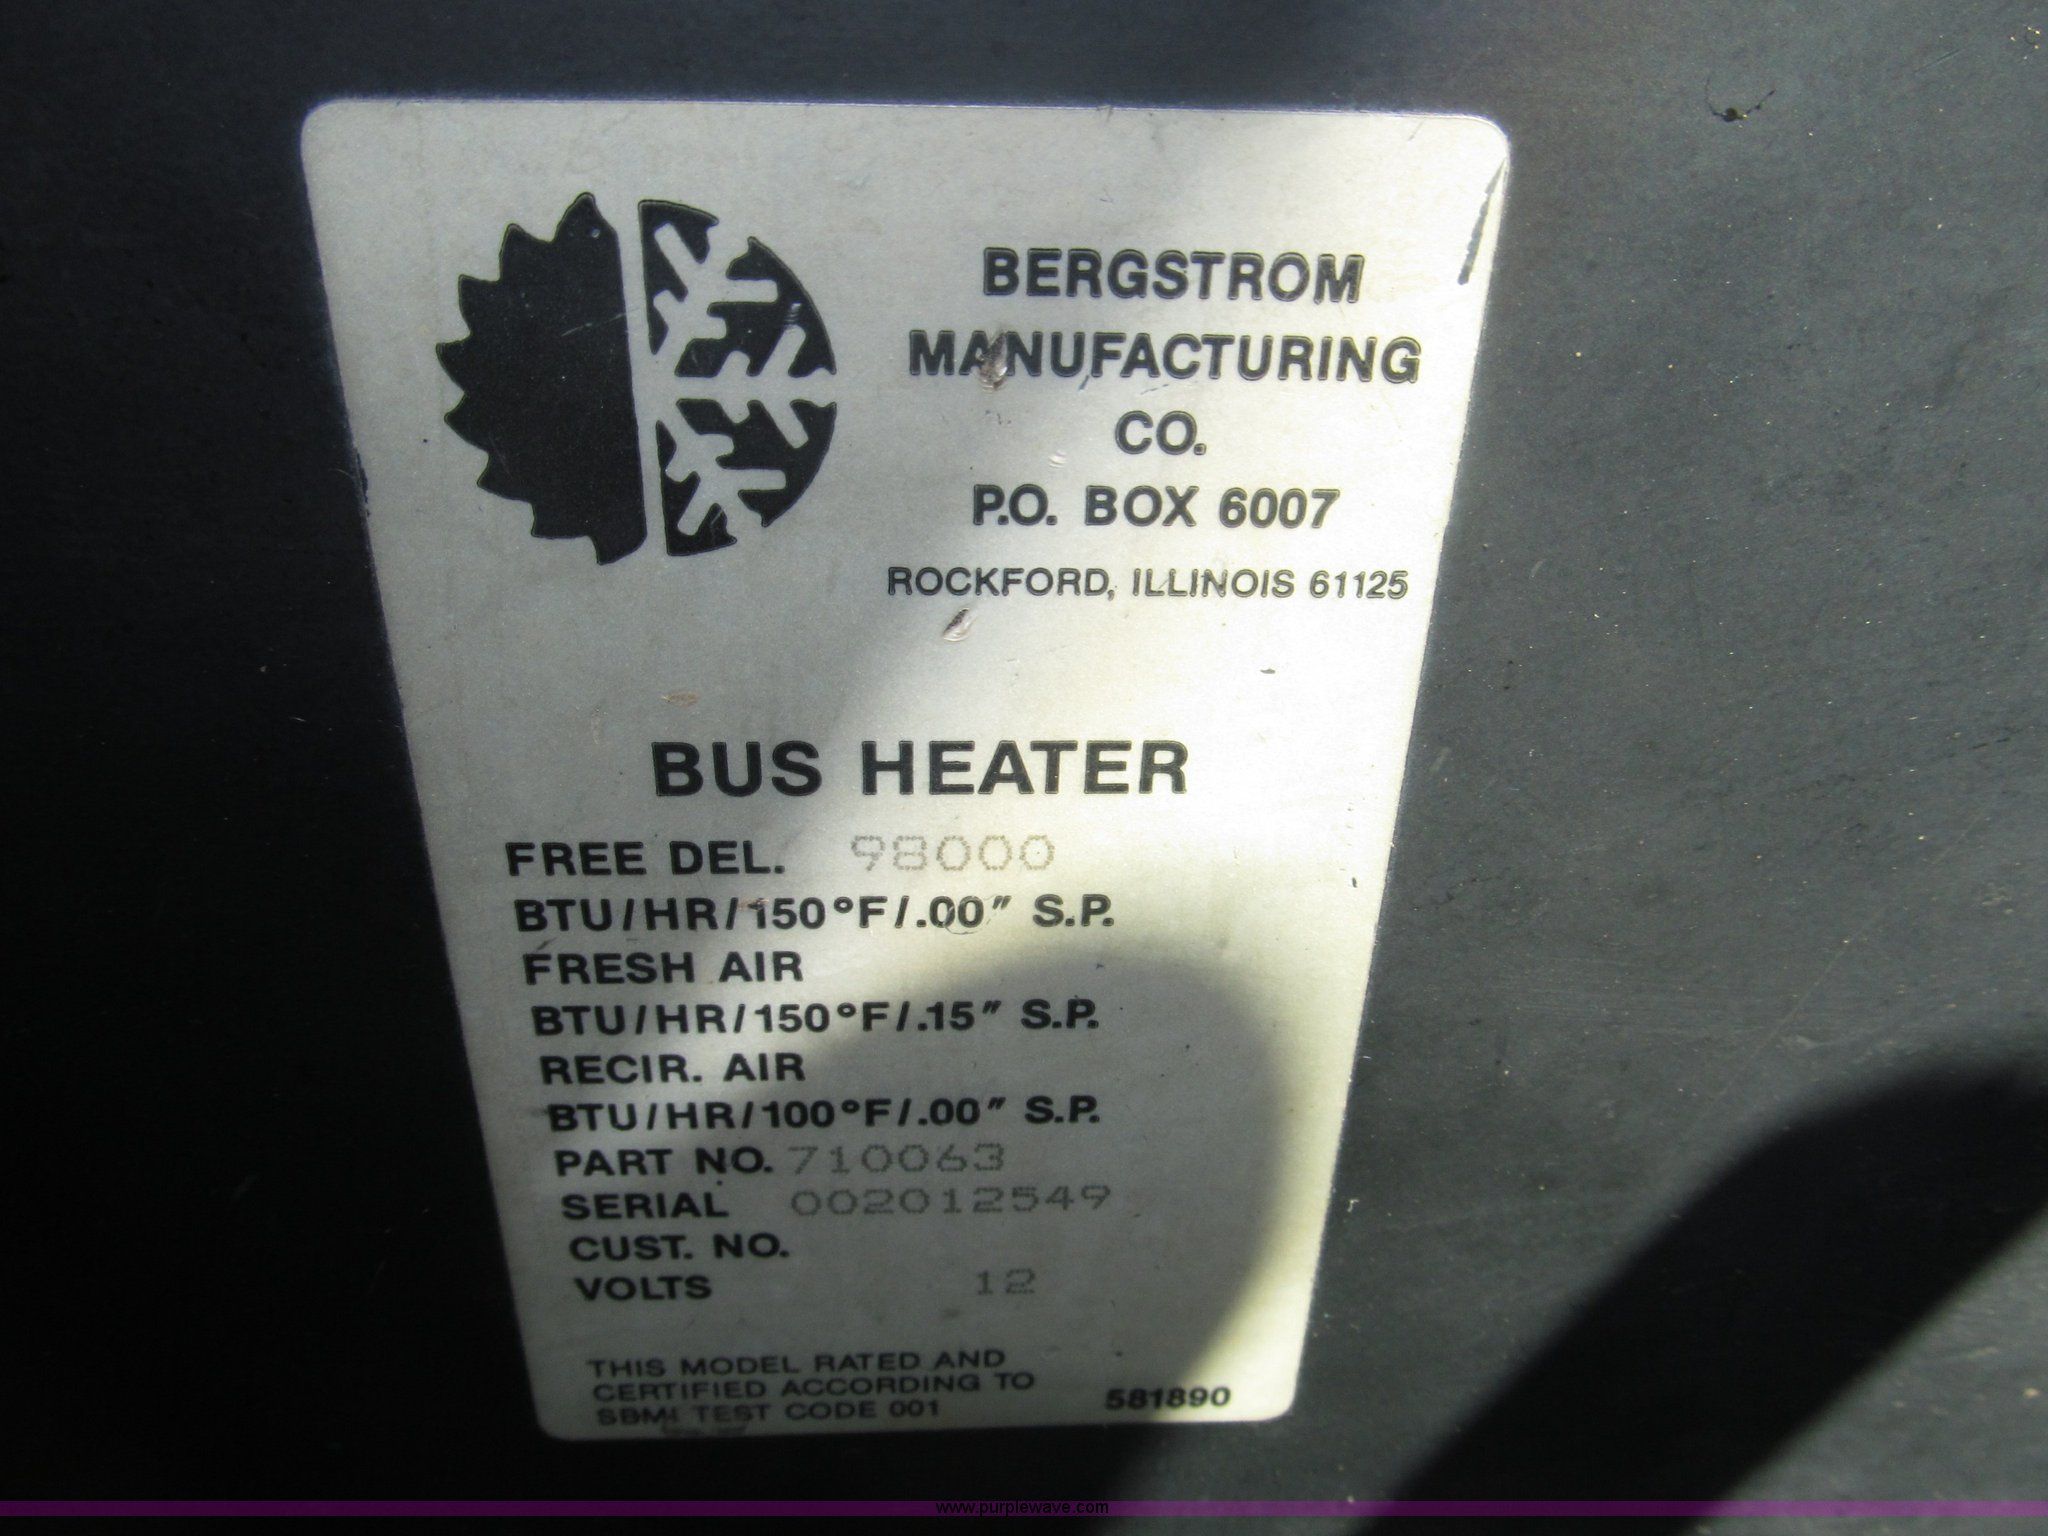 BERGSTROM
MANUFACTURING
CO.
P.O. BOX 6007
ROCKFORD, ILLINOIS 61125
BUS HEATER
FREE DEL. 98000
BTU/HR/150°F/.00" S.P.
FRESH AIR
BTU/HR/150°F/.15" S.P.
RECIR. AIR
BTU/HR/100°F/.00" S.P.
PART NO. 710063
SERIAL 002012549
CUST. NO.
VOLTS 12
THIS MODEL RATED AND
CERTIFIED ACCORDING TO
SBMI TEST CODE 001
581890
www.purplewave.com